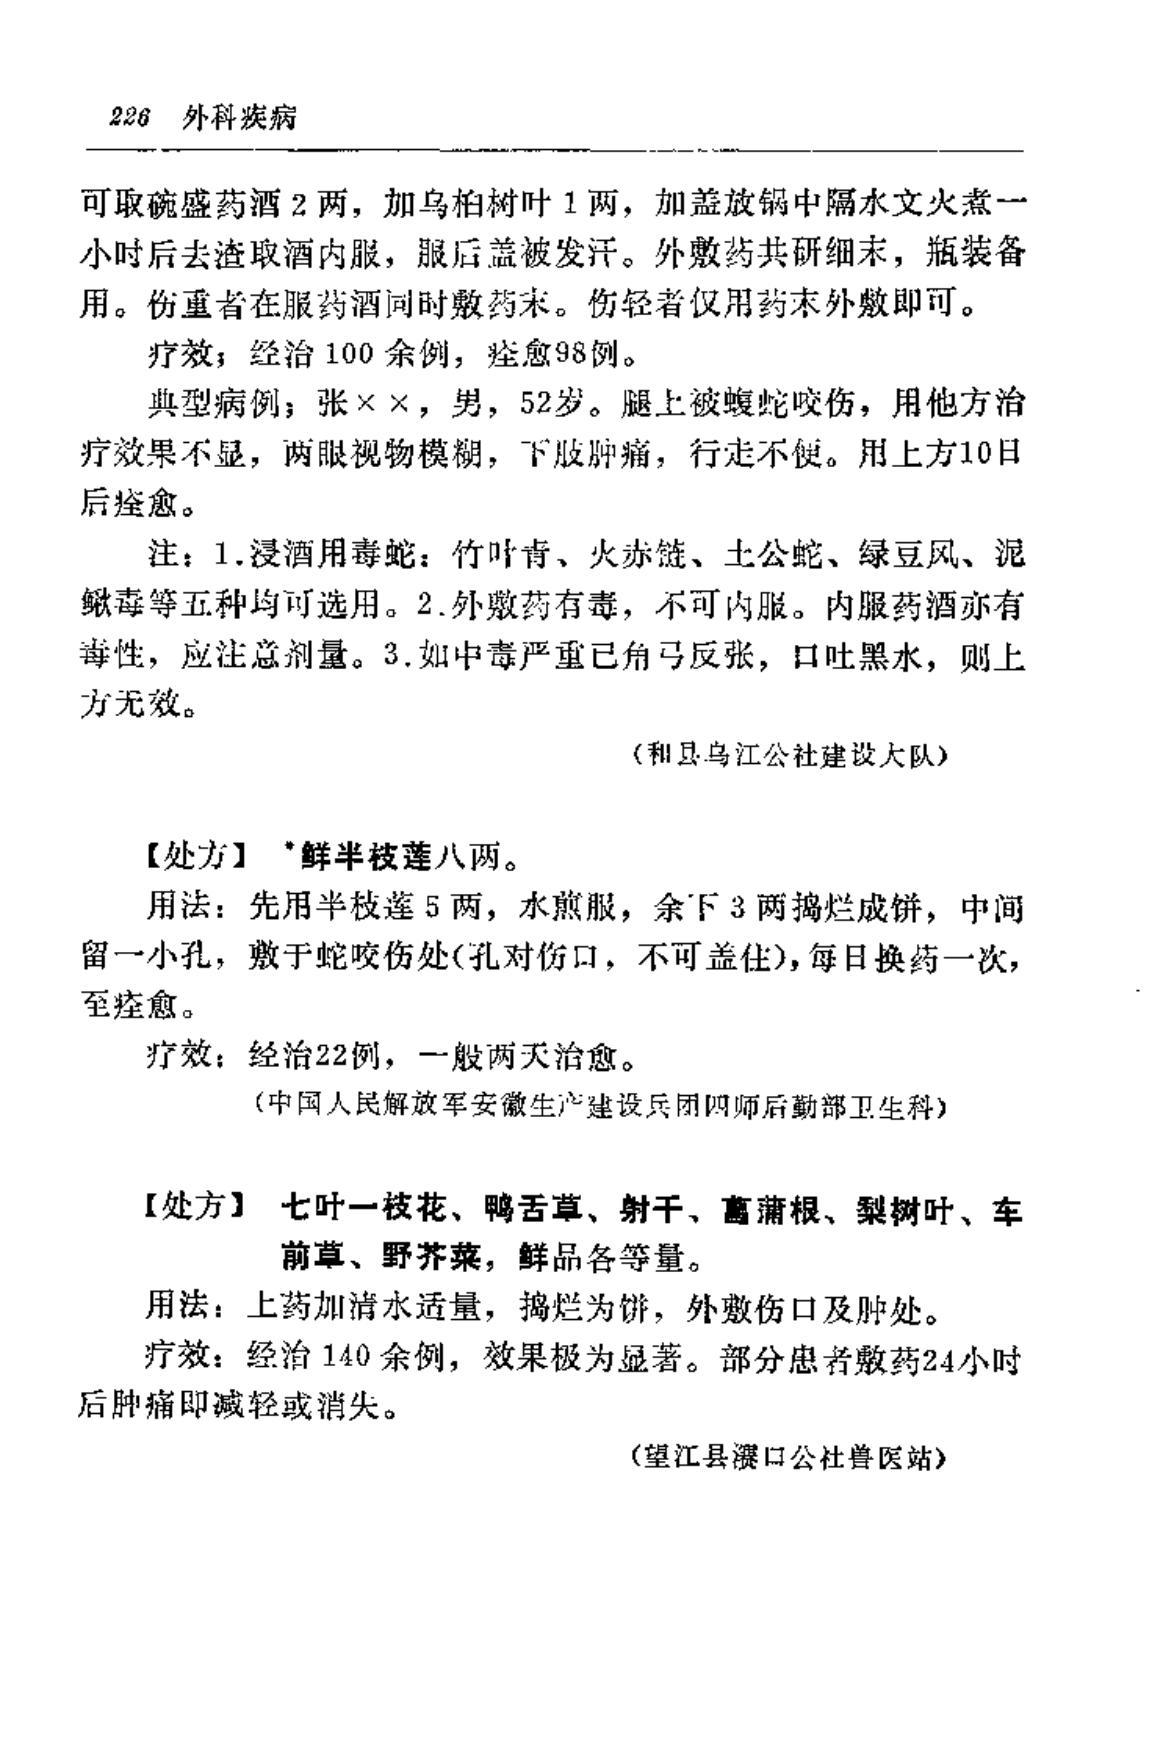 226 外科疾病
可取碗盛药酒2两，加乌桕树叶1两，加盖放锅中隔水文火煮一
小时后去渣取酒内服，服后盖被发汗。外敷药共研细末，瓶装备
用。伤重者在服药酒同时敷药末。伤轻者仅用药末外敷即可。
疗效：经治100余例，痊愈98例。
典型病例：张××，男，52岁。腿上被蝮蛇咬伤，用他方治
疗效果不显，两眼视物模糊，下肢肿痛，行走不便。用上方10日
后痊愈。
注：1.浸酒用毒蛇：竹叶青、火赤链、土公蛇、绿豆风、泥
鳅毒等五种均可选用。2.外敷药有毒，不可内服。内服药酒亦有
毒性，应注意剂量。3.如中毒严重已角弓反张，口吐黑水，则上
方无效。
（和县乌江公社建设大队）
【处方】 *鲜半枝莲八两。
用法：先用半枝莲5两，水煎服，余下3两捣烂成饼，中间
留一小孔，敷于蛇咬伤处(孔对伤口，不可盖住)，每日换药一次，
至痊愈。
疗效：经治22例，一般两天治愈。
（中国人民解放军安徽生产建设兵团四师后勤部卫生科）
【处方】 七叶一枝花、鸭舌草、射干、菖蒲根、梨树叶、车
前草、野芥菜，鲜品各等量。
用法：上药加清水适量，捣烂为饼，外敷伤口及肿处。
疗效：经治140余例，效果极为显著。部分患者敷药24小时
后肿痛即减轻或消失。
（望江县漳口公社兽医站）